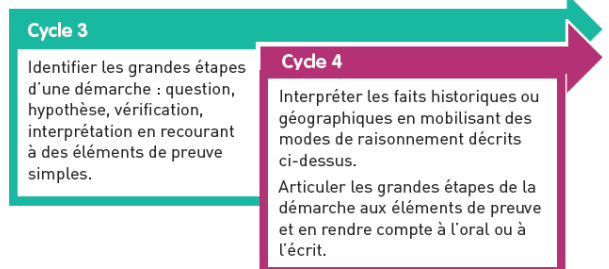 Cycle 3
Identifier les grandes étapes
d’une démarche : question,
hypothèse, vérification,
interprétation en recourant
à des éléments de preuve
simples.
Cycle 4
Interpréter les faits historiques ou
géographiques en mobilisant des
modes de raisonnement décrits
ci-dessus.
Articuler les grandes étapes de la
démarche aux éléments de preuve
et en rendre compte à l’oral ou à
l’écrit.